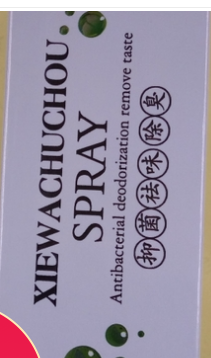 XIEWACHUCHOU
SPRAY
Antibacterial deodorization remove taste
抑菌祛味除臭